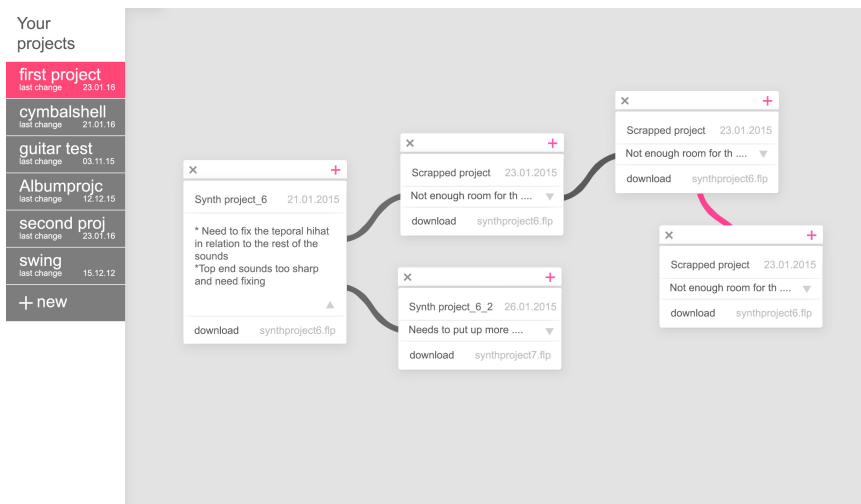 Your
projects
first project
last change 23.01.16
cymbalshell
last change 21.01.16
guitar test
last change 03.11.15
Albumprojc
last change 12.12.15
second proj
last change 23.01.16
swing
last change 15.12.12
+ new
Synth project_6 21.01.2015
* Need to fix the teporal hihat
in relation to the rest of the
sounds
*Top end sounds too sharp
and need fixing
download synthproject6.flp
Scrapped project 23.01.2015
Not enough room for th ....
download synthproject6.flp
Synth project_6_2 26.01.2015
Needs to put up more ....
download synthproject7.flp
Scrapped project 23.01.2015
Not enough room for th ....
download synthproject6.flp
Scrapped project 23.01.2015
Not enough room for th ....
download synthproject6.flp